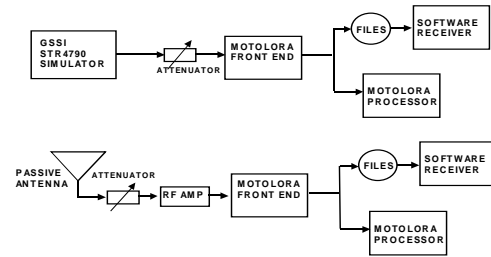 GSSI
STR4790
SIMULATOR
ATTENUATOR
MOTOLORA
FRONT END
FILES
SOFTWARE
RECEIVER
MOTOLORA
PROCESSOR
PASSIVE
ANTENNA
ATTENUATOR
RF AMP
MOTOLORA
FRONT END
FILES
SOFTWARE
RECEIVER
MOTOLORA
PROCESSOR